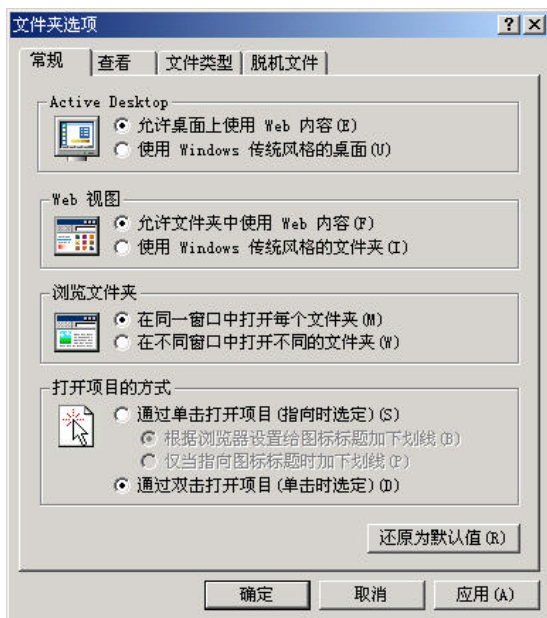 文件夹选项
常规 查看 文件类型 脱机文件
Active Desktop
允许桌面上使用 Web 内容(E)
使用 Windows 传统风格的桌面(U)
Web 视图
允许文件夹中使用 Web 内容(F)
使用 Windows 传统风格的文件夹(I)
浏览文件夹
在同一窗口中打开每个文件夹(M)
在不同窗口中打开不同的文件夹(W)
打开项目的方式
通过单击打开项目(指向时选定)(S)
根据浏览器设置给图标标题加下划线(B)
仅当指向图标标题时加下划线(P)
通过双击打开项目(单击时选定)(D)
还原为默认值(R)
确定 取消 应用(A)